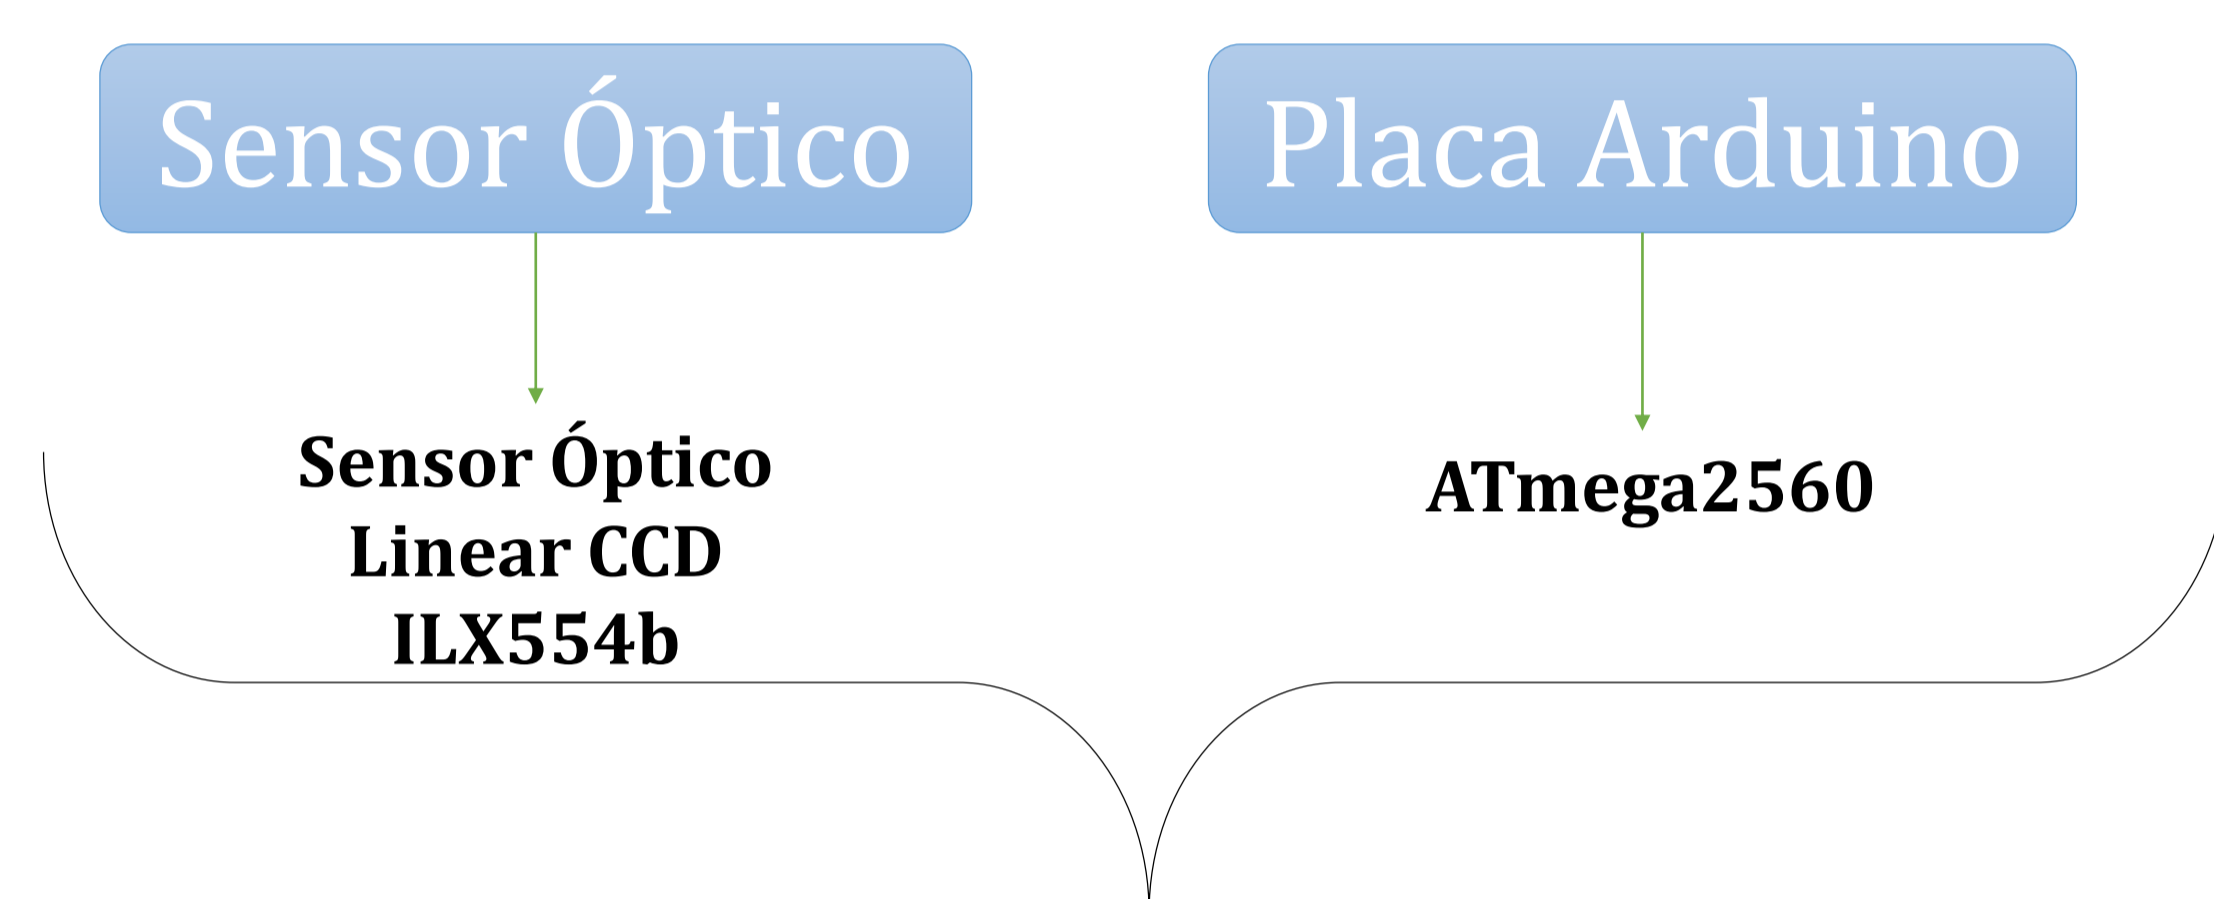 Sensor Óptico
Placa Arduino
Sensor Óptico
Linear CCD
ILX554b
ATmega2560